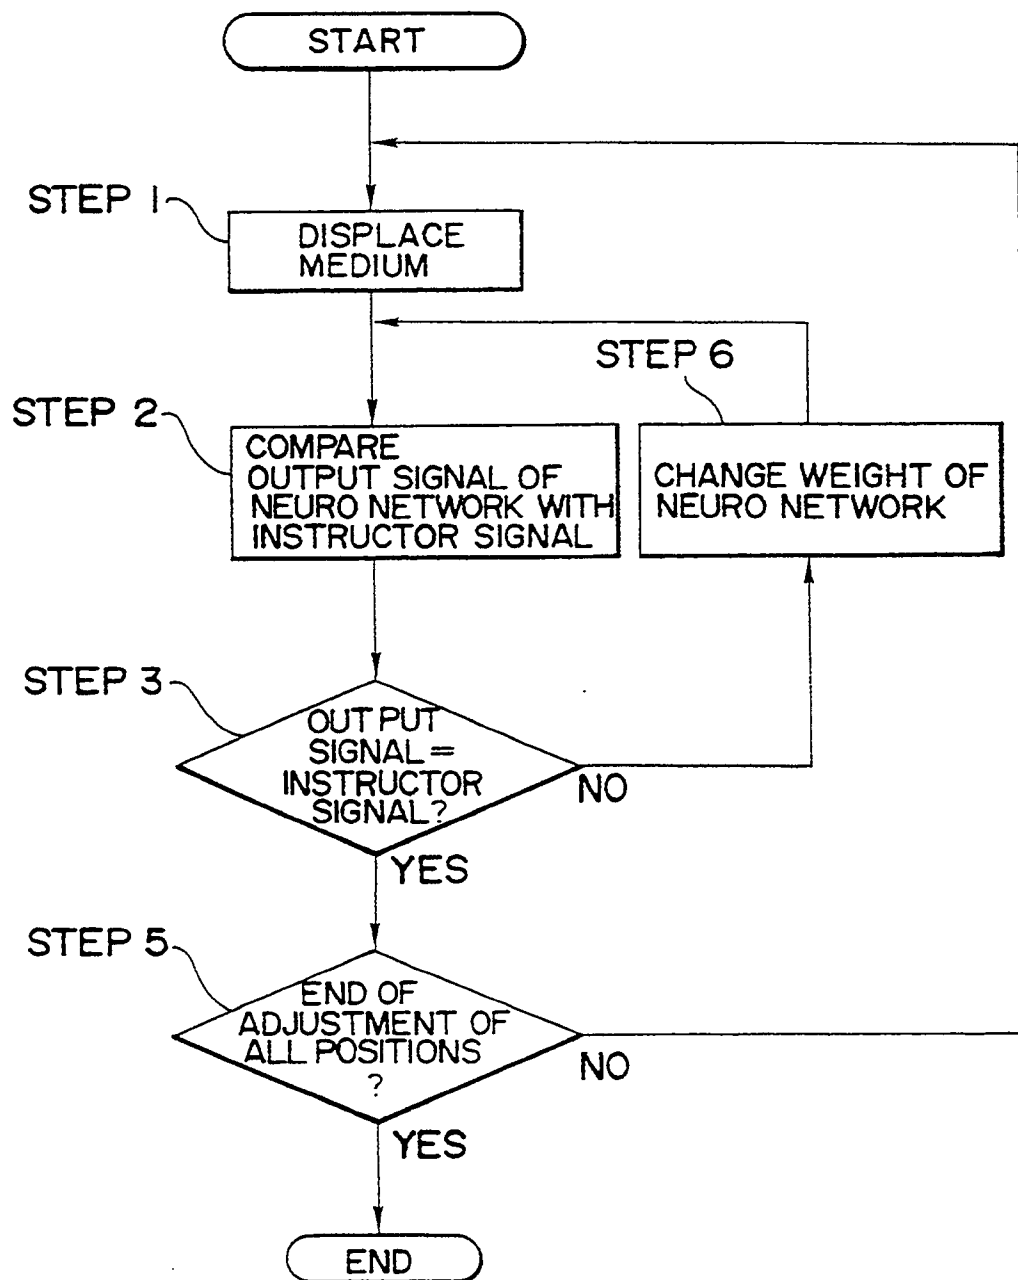 START
STEP 1
DISPLACE
MEDIUM
STEP 6
STEP 2
COMPARE
OUTPUT SIGNAL OF
NEURO NETWORK WITH
INSTRUCTOR SIGNAL
CHANGE WEIGHT OF
NEURO NETWORK
STEP 3
OUTPUT
SIGNAL =
INSTRUCTOR
SIGNAL?
NO
YES
STEP 5
END OF
ADJUSTMENT OF
ALL POSITIONS
?
NO
YES
END